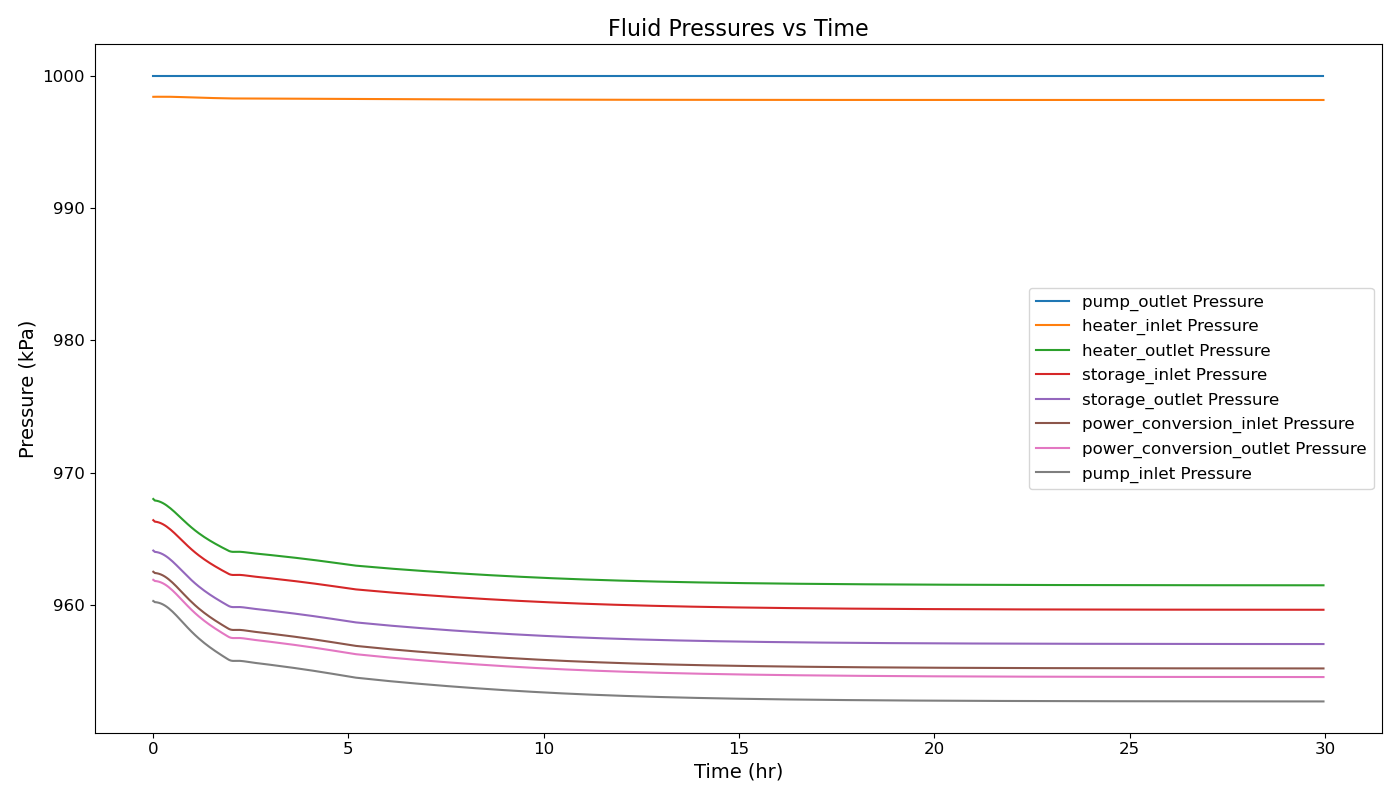 Fluid Pressures vs Time
Pressure (kPa)
1000
990
980
970
960
pump_outlet Pressure
heater_inlet Pressure
heater_outlet Pressure
storage_inlet Pressure
storage_outlet Pressure
power_conversion_inlet Pressure
power_conversion_outlet Pressure
pump_inlet Pressure
0 5 10 15 20 25 30
Time (hr)